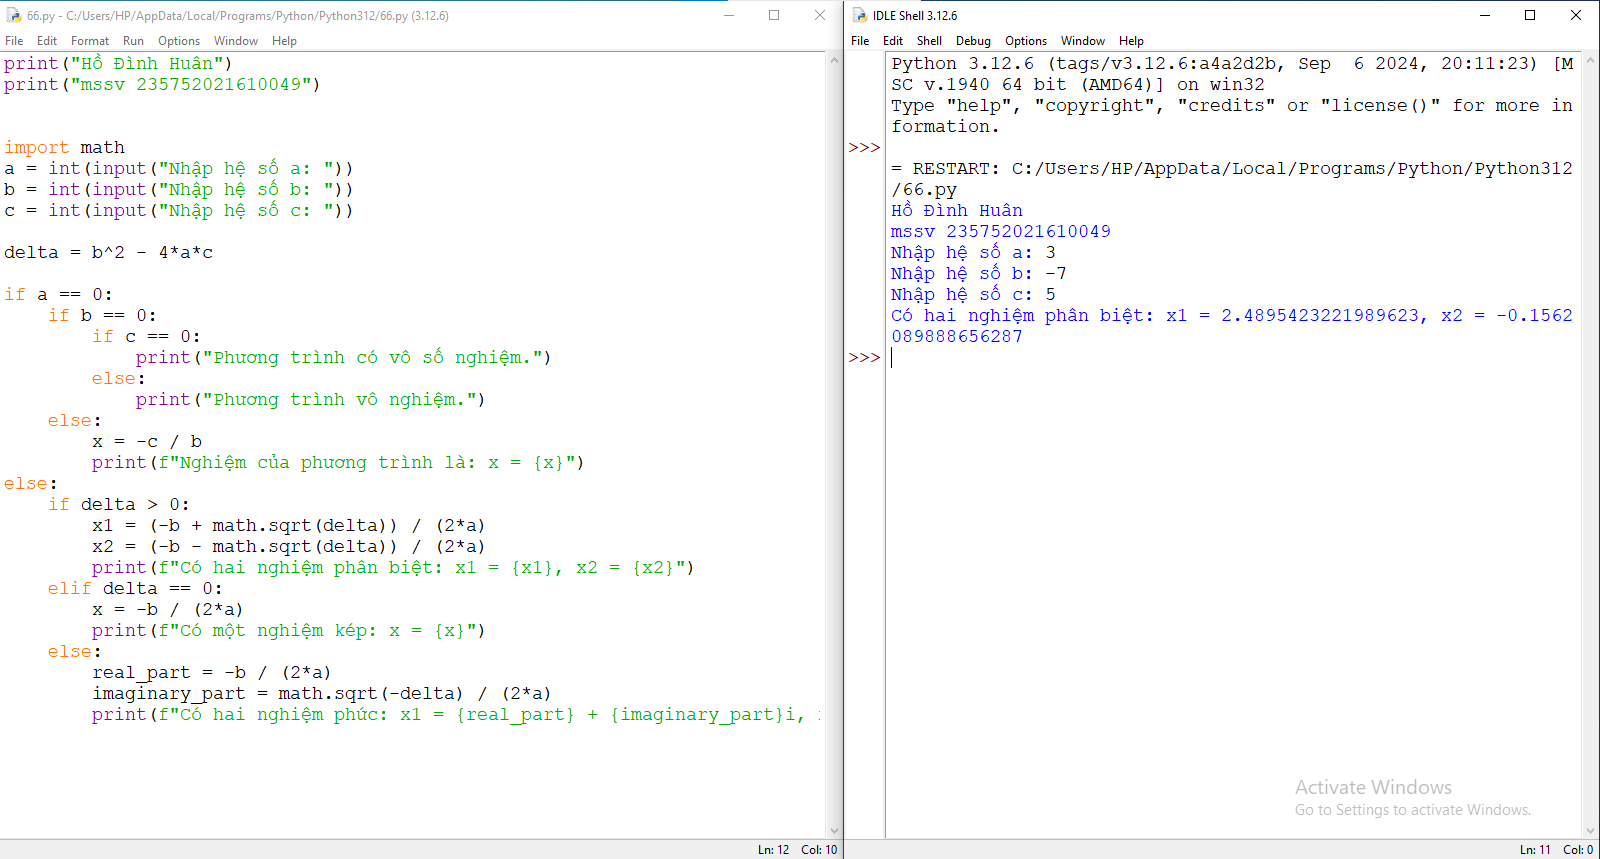 66.py - C:/Users/HP/AppData/Local/Programs/Python/Python312/66.py (3.12.6)
File Edit Format Run Options Window Help
print("Hồ Đình Huân")
print("mssv 235752021610049")
import math
a = int(input("Nhập hệ số a: "))
b = int(input("Nhập hệ số b: "))
c = int(input("Nhập hệ số c: "))
delta = b^2 - 4*a*c
if a == 0:
    if b == 0:
        if c == 0:
            print("Phương trình có vô số nghiệm.")
        else:
            print("Phương trình vô nghiệm.")
    else:
        x = -c / b
        print(f"Nghiệm của phương trình là: x = {x}")
else:
    if delta > 0:
        x1 = (-b + math.sqrt(delta)) / (2*a)
        x2 = (-b - math.sqrt(delta)) / (2*a)
        print(f"Có hai nghiệm phân biệt: x1 = {x1}, x2 = {x2}")
    elif delta == 0:
        x = -b / (2*a)
        print(f"Có một nghiệm kép: x = {x}")
    else:
        real_part = -b / (2*a)
        imaginary_part = math.sqrt(-delta) / (2*a)
        print(f"Có hai nghiệm phức: x1 = {real_part} + {imaginary_part}i,
Ln: 12 Col: 10
IDLE Shell 3.12.6
File Edit Shell Debug Options Window Help
Python 3.12.6 (tags/v3.12.6:a4a2d2b, Sep  6 2024, 20:11:23) [M
SC v.1940 64 bit (AMD64)] on win32
Type "help", "copyright", "credits" or "license()" for more in
formation.
>>>
= RESTART: C:/Users/HP/AppData/Local/Programs/Python/Python312
/66.py
Hồ Đình Huân
mssv 235752021610049
Nhập hệ số a: 3
Nhập hệ số b: -7
Nhập hệ số c: 5
Có hai nghiệm phân biệt: x1 = 2.4895423221989623, x2 = -0.1562
089888656287
>>>
Activate Windows
Go to Settings to activate Windows.
Ln: 11 Col: 0